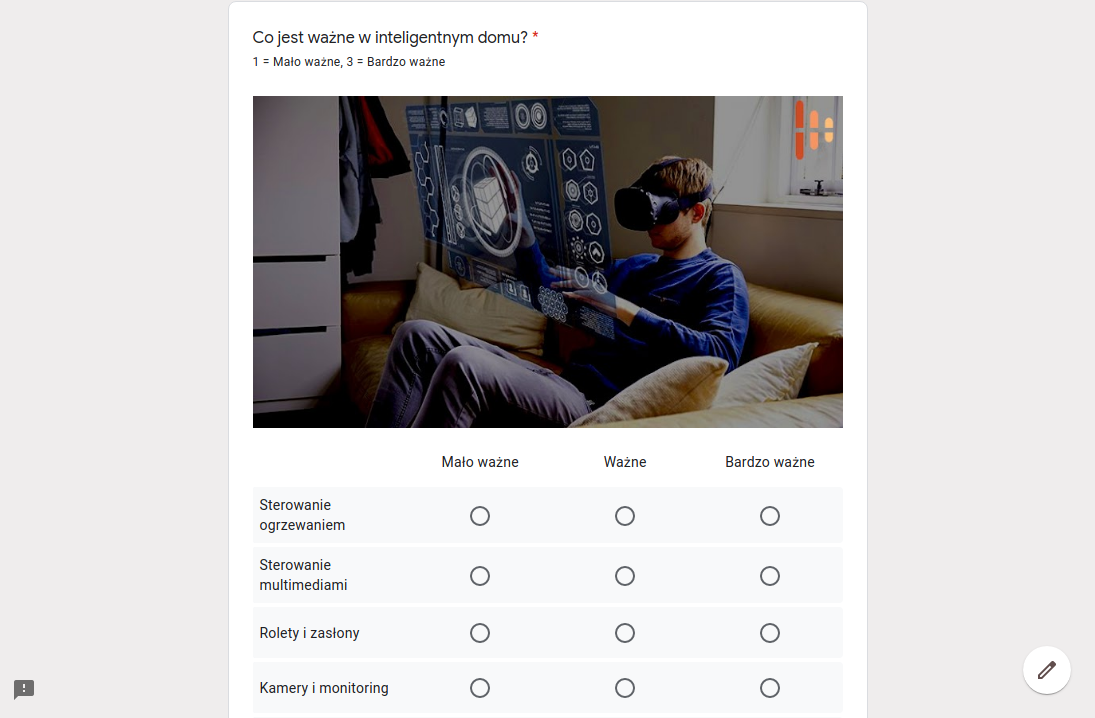 Co jest ważne w inteligentnym domu? *
1 = Mało ważne, 3 = Bardzo ważne
Mało ważne Ważne Bardzo ważne
Sterowanie
ogrzewaniem
Sterowanie
multimediami
Rolety i zasłony
Kamery i monitoring